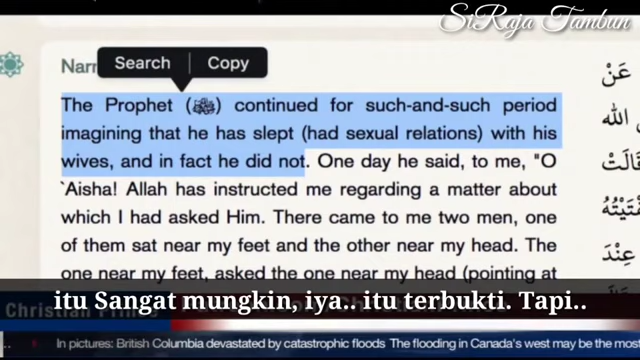 SiRaja Tambun
Search Copy
Narr
The Prophet (ﷺ) continued for such-and-such period
imagining that he has slept (had sexual relations) with his
wives, and in fact he did not. One day he said, to me, "O
`Aisha! Allah has instructed me regarding a matter about
which I had asked Him. There came to me two men, one
of them sat near my feet and the other near my head. The
one near my feet, asked the one near my head (pointing at
عَنْ
الله
itu Sangat mungkin, iya.. itu terbukti. Tapi..
Christian Prin
In pictures: British Columbia devastated by catastrophic floods The flooding in Canada's west may be the mos